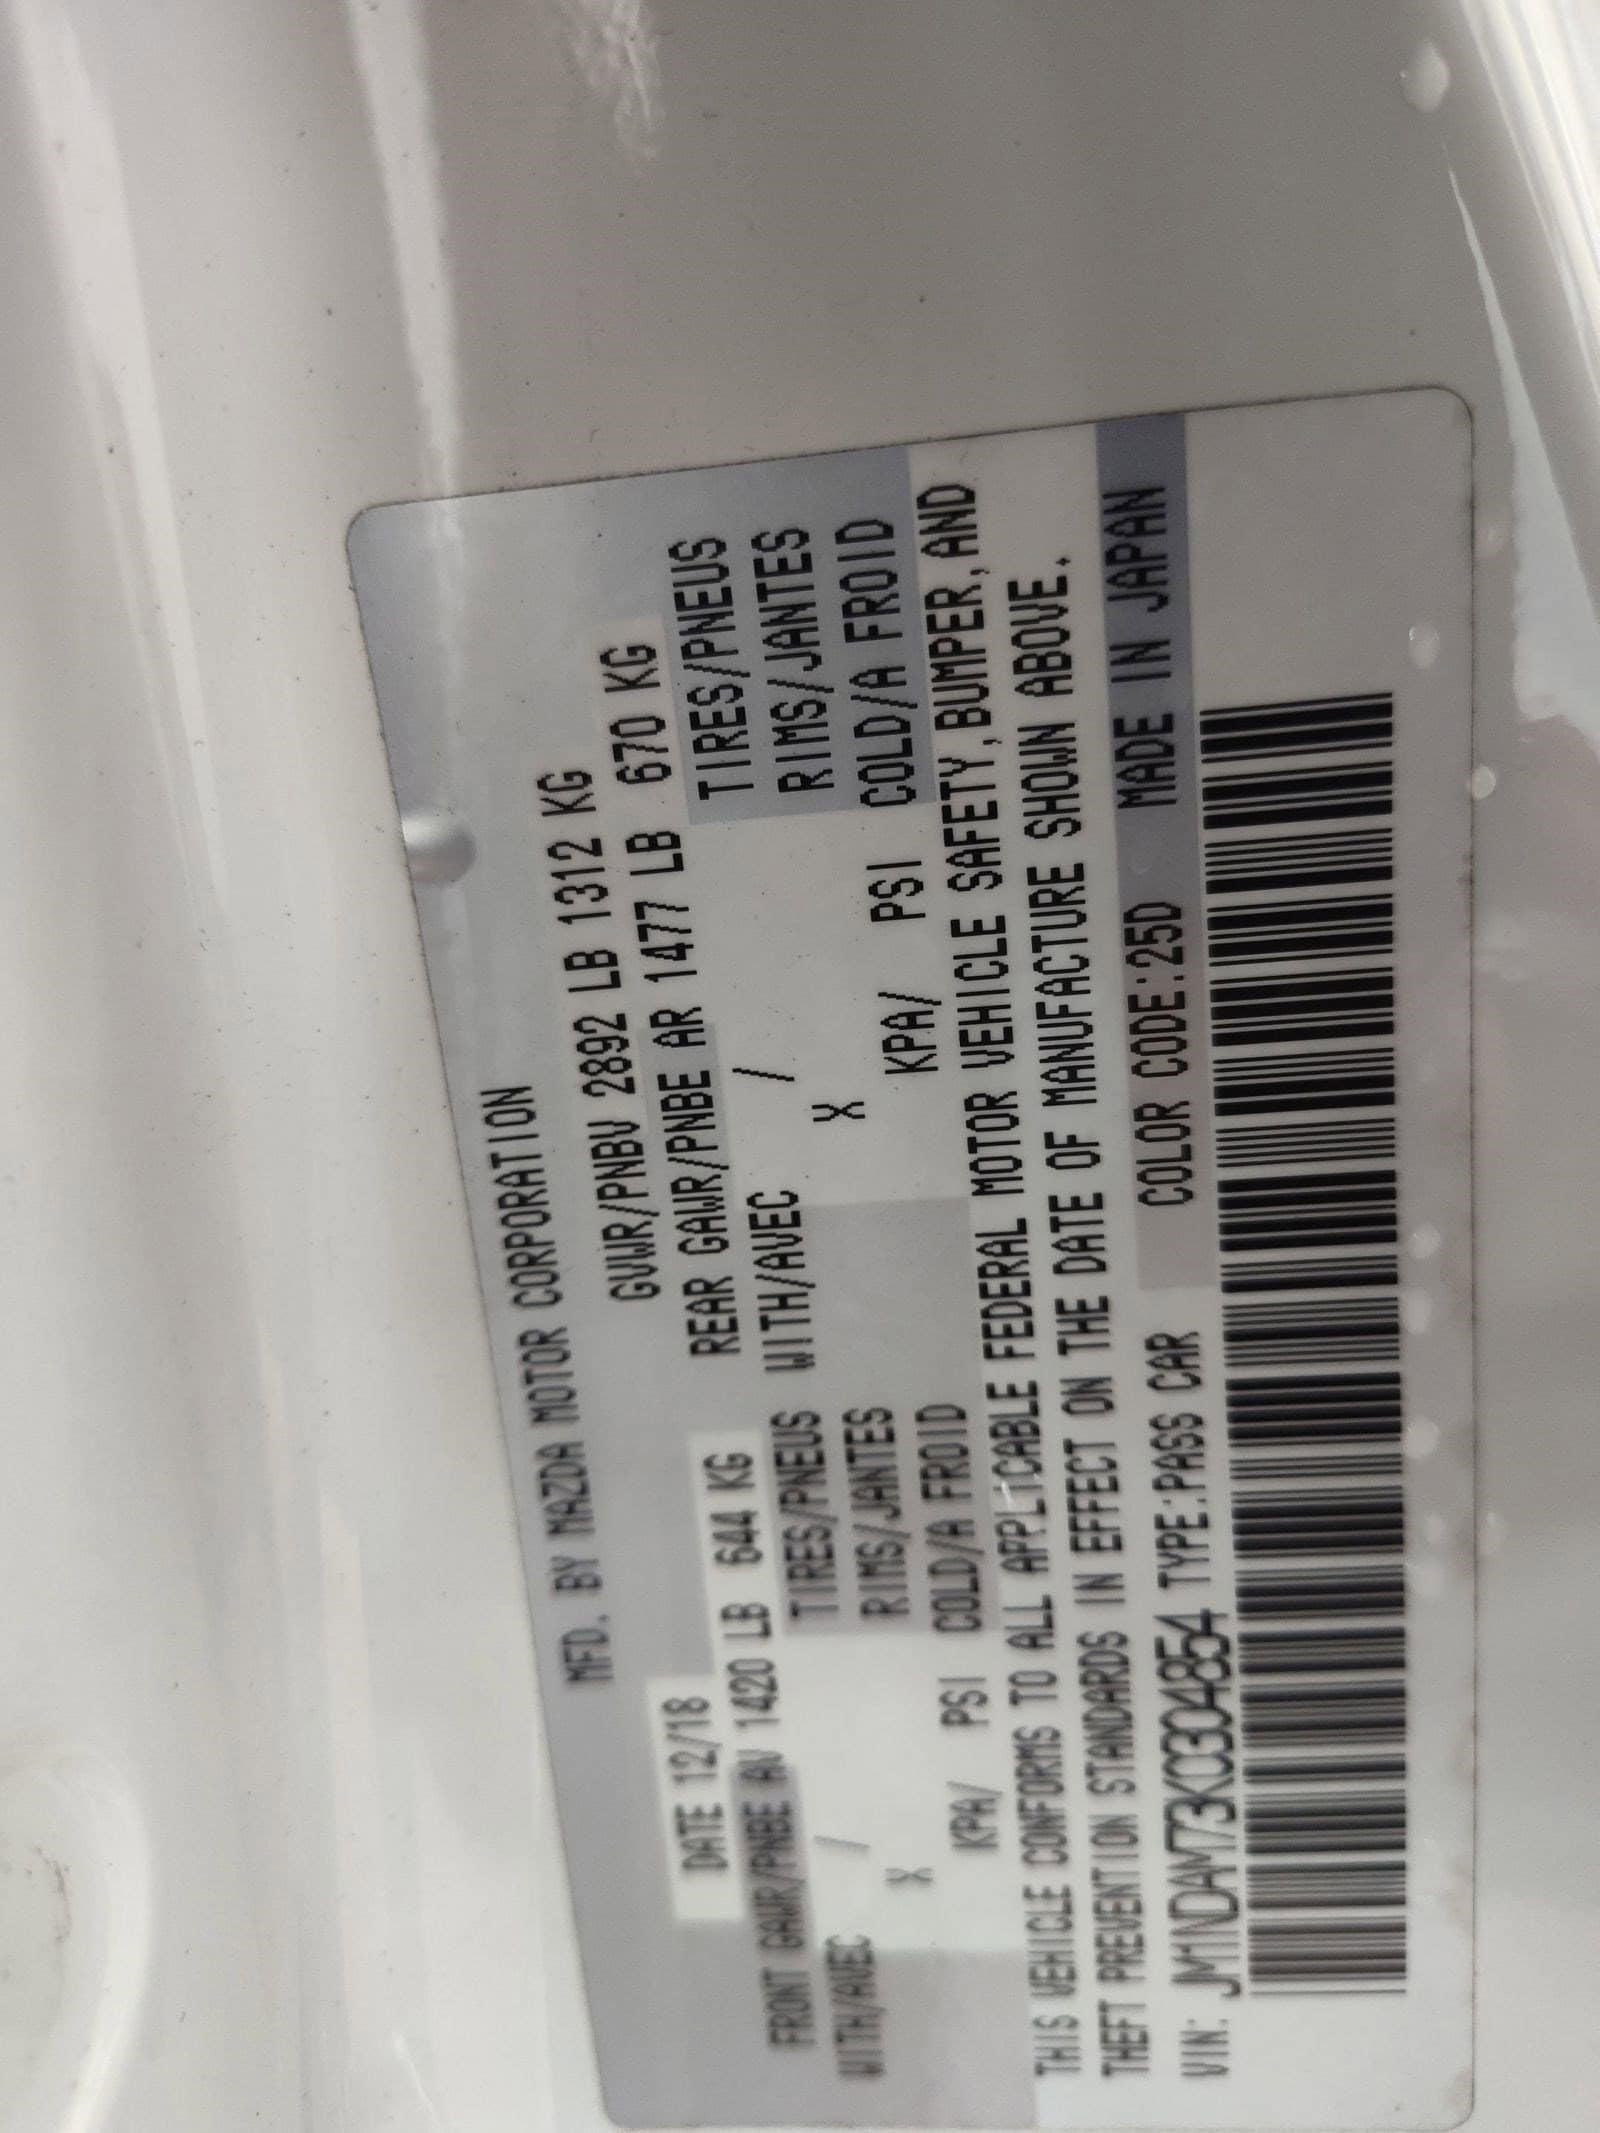 MFD. BY MAZDA MOTOR CORPORATION
DATE 12/18 GVWR/PNBV 2892 LB 1312 KG
FRONT GAWR/PNBE AV 1420 LB 644 KG REAR GAWR/PNBE AR 1477 LB 670 KG
WITH/AVEC / TIRES/PNEUS WITH/AVEC / TIRES/PNEUS
X RIMS/JANTES X RIMS/JANTES
KPA/ PSI COLD/A FROID KPA/ PSI COLD/A FROID
THIS VEHICLE CONFORMS TO ALL APPLICABLE FEDERAL MOTOR VEHICLE SAFETY,BUMPER,AND
THEFT PREVENTION STANDARDS IN EFFECT ON THE DATE OF MANUFACTURE SHOWN ABOVE.
VIN: JM1NDAM73K0304854 TYPE:PASS CAR COLOR CODE:25D MADE IN JAPAN